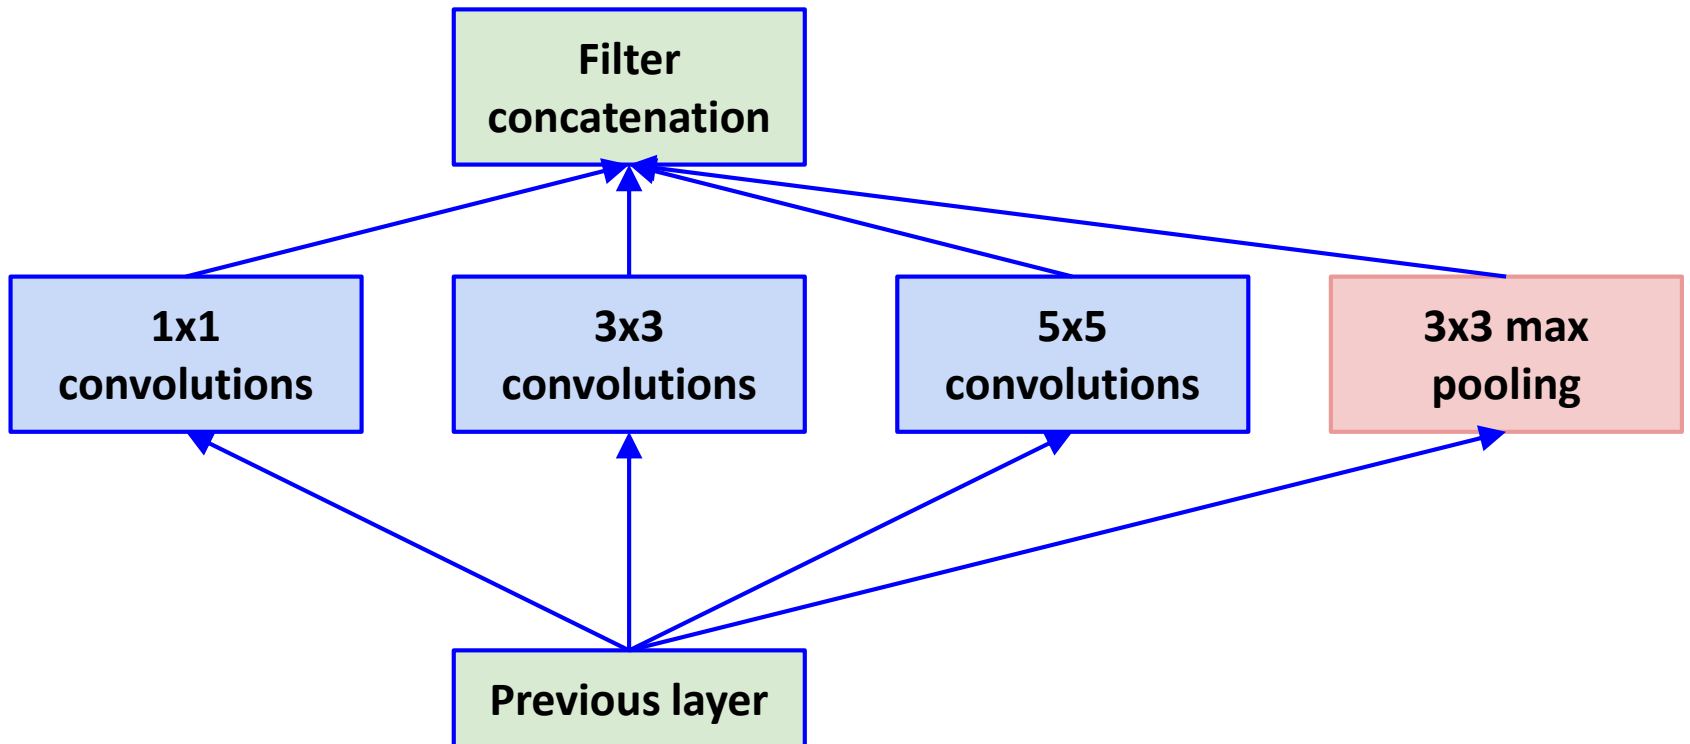 Filter
concatenation
1x1
convolutions
3x3
convolutions
5x5
convolutions
3x3 max
pooling
Previous layer